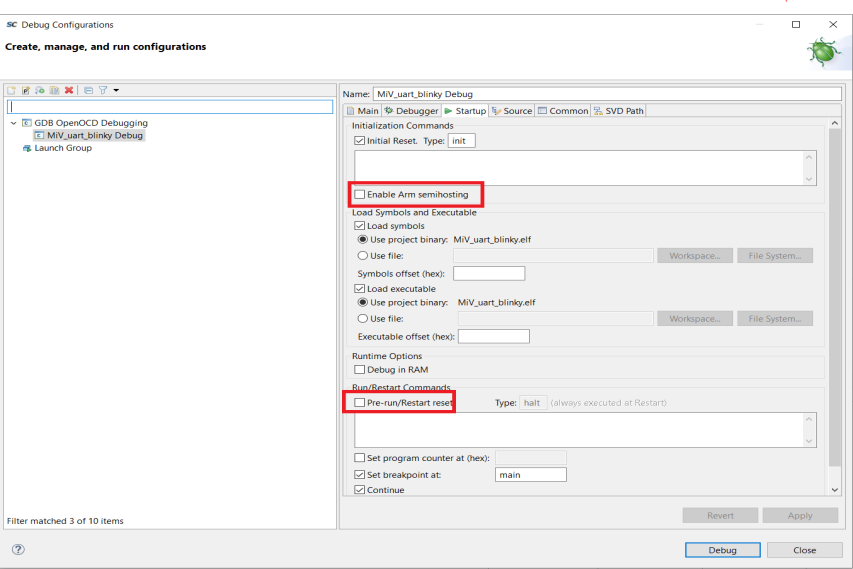 SC Debug Configurations
Create, manage, and run configurations
Name: MiV_uart_blinky Debug
Main Debugger Startup Source Common SVD Path
GDB OpenOCD Debugging
MiV_uart_blinky Debug
Launch Group
Initialization Commands
Initial Reset. Type: init
Enable Arm semihosting
Load Symbols and Executable
Load symbols
Use project binary: MiV_uart_blinky.elf
Use file: Workspace... File System...
Symbols offset (hex):
Load executable
Use project binary: MiV_uart_blinky.elf
Use file: Workspace... File System...
Executable offset (hex):
Runtime Options
Debug in RAM
Run/Restart Commands
Pre-run/Restart reset Type: halt (always executed at Restart)
Set program counter at (hex):
Set breakpoint at: main
Continue
Filter matched 3 of 10 items
Revert Apply
? Debug Close